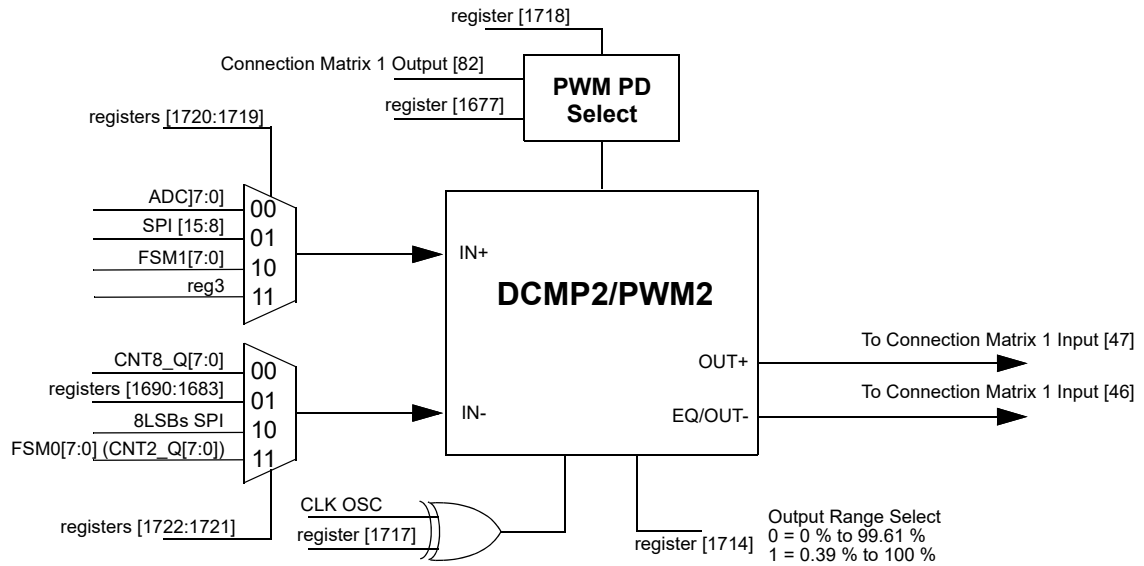 register [1718]
Connection Matrix 1 Output [82]
register [1677]
PWM PD
Select
registers [1720:1719]
ADC]7:0]
SPI [15:8]
FSM1[7:0]
reg3
00
01
10
11
IN+
DCMP2/PWM2
CNT8_Q[7:0]
registers [1690:1683]
8LSBs SPI
FSM0[7:0] (CNT2_Q[7:0])
00
01
10
11
IN-
OUT+
To Connection Matrix 1 Input [47]
EQ/OUT-
To Connection Matrix 1 Input [46]
registers [1722:1721]
CLK OSC
register [1717]
register [1714]
Output Range Select
0 = 0 % to 99.61 %
1 = 0.39 % to 100 %